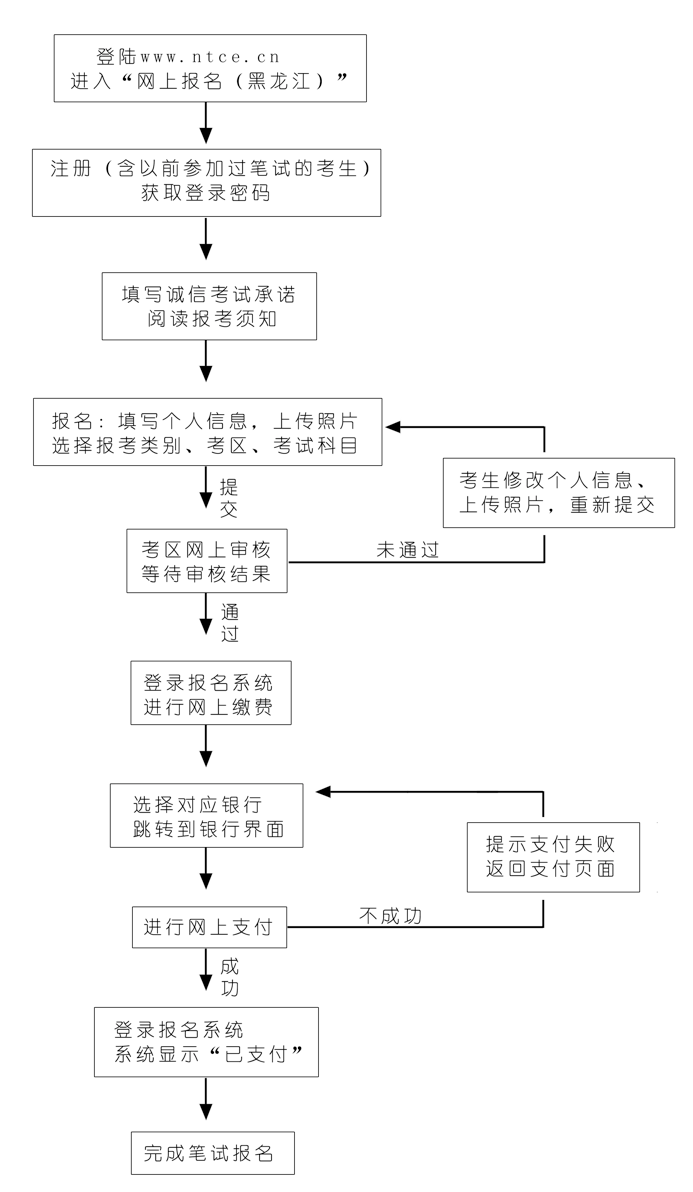 登陆www.ntce.cn
进入“网上报名（黑龙江）”
注册（含以前参加过笔试的考生）
获取登录密码
填写诚信考试承诺
阅读报考须知
报名：填写个人信息，上传照片
选择报考类别、考区、考试科目
考生修改个人信息、
上传照片，重新提交
提
交
考区网上审核
等待审核结果
未通过
通
过
登录报名系统
进行网上缴费
选择对应银行
跳转到银行界面
提示支付失败
返回支付页面
进行网上支付
不成功
成
功
登录报名系统
系统显示“已支付”
完成笔试报名